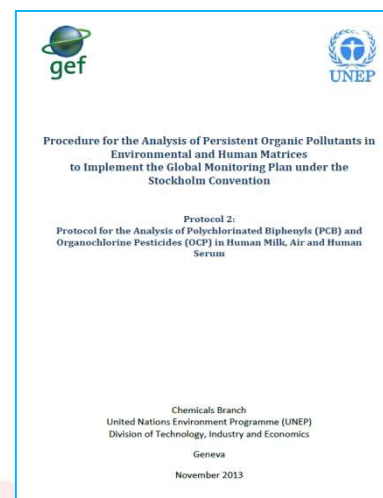 gef
UNEP
Procedure for the Analysis of Persistent Organic Pollutants in
Environmental and Human Matrices
to Implement the Global Monitoring Plan under the
Stockholm Convention
Protocol 2:
Protocol for the Analysis of Polychlorinated Biphenyls (PCB) and
Organochlorine Pesticides (OCP) in Human Milk, Air and Human
Serum
Chemicals Branch
United Nations Environment Programme (UNEP)
Division of Technology, Industry and Economics
Geneva
November 2013